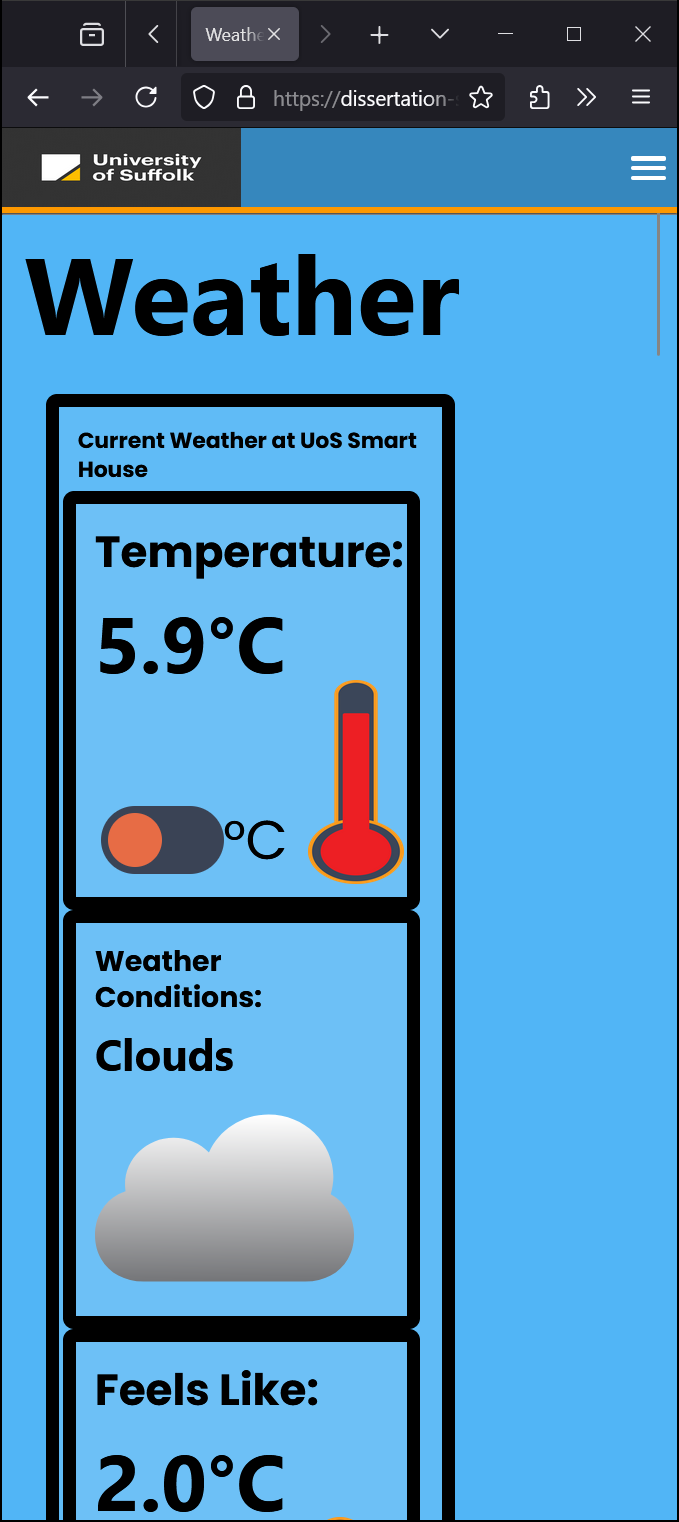 Weathe
https://dissertation-
University
of Suffolk
Weather
Current Weather at UoS Smart
House
Temperature:
5.9°C
°C
Weather
Conditions:
Clouds
Feels Like:
2.0°C